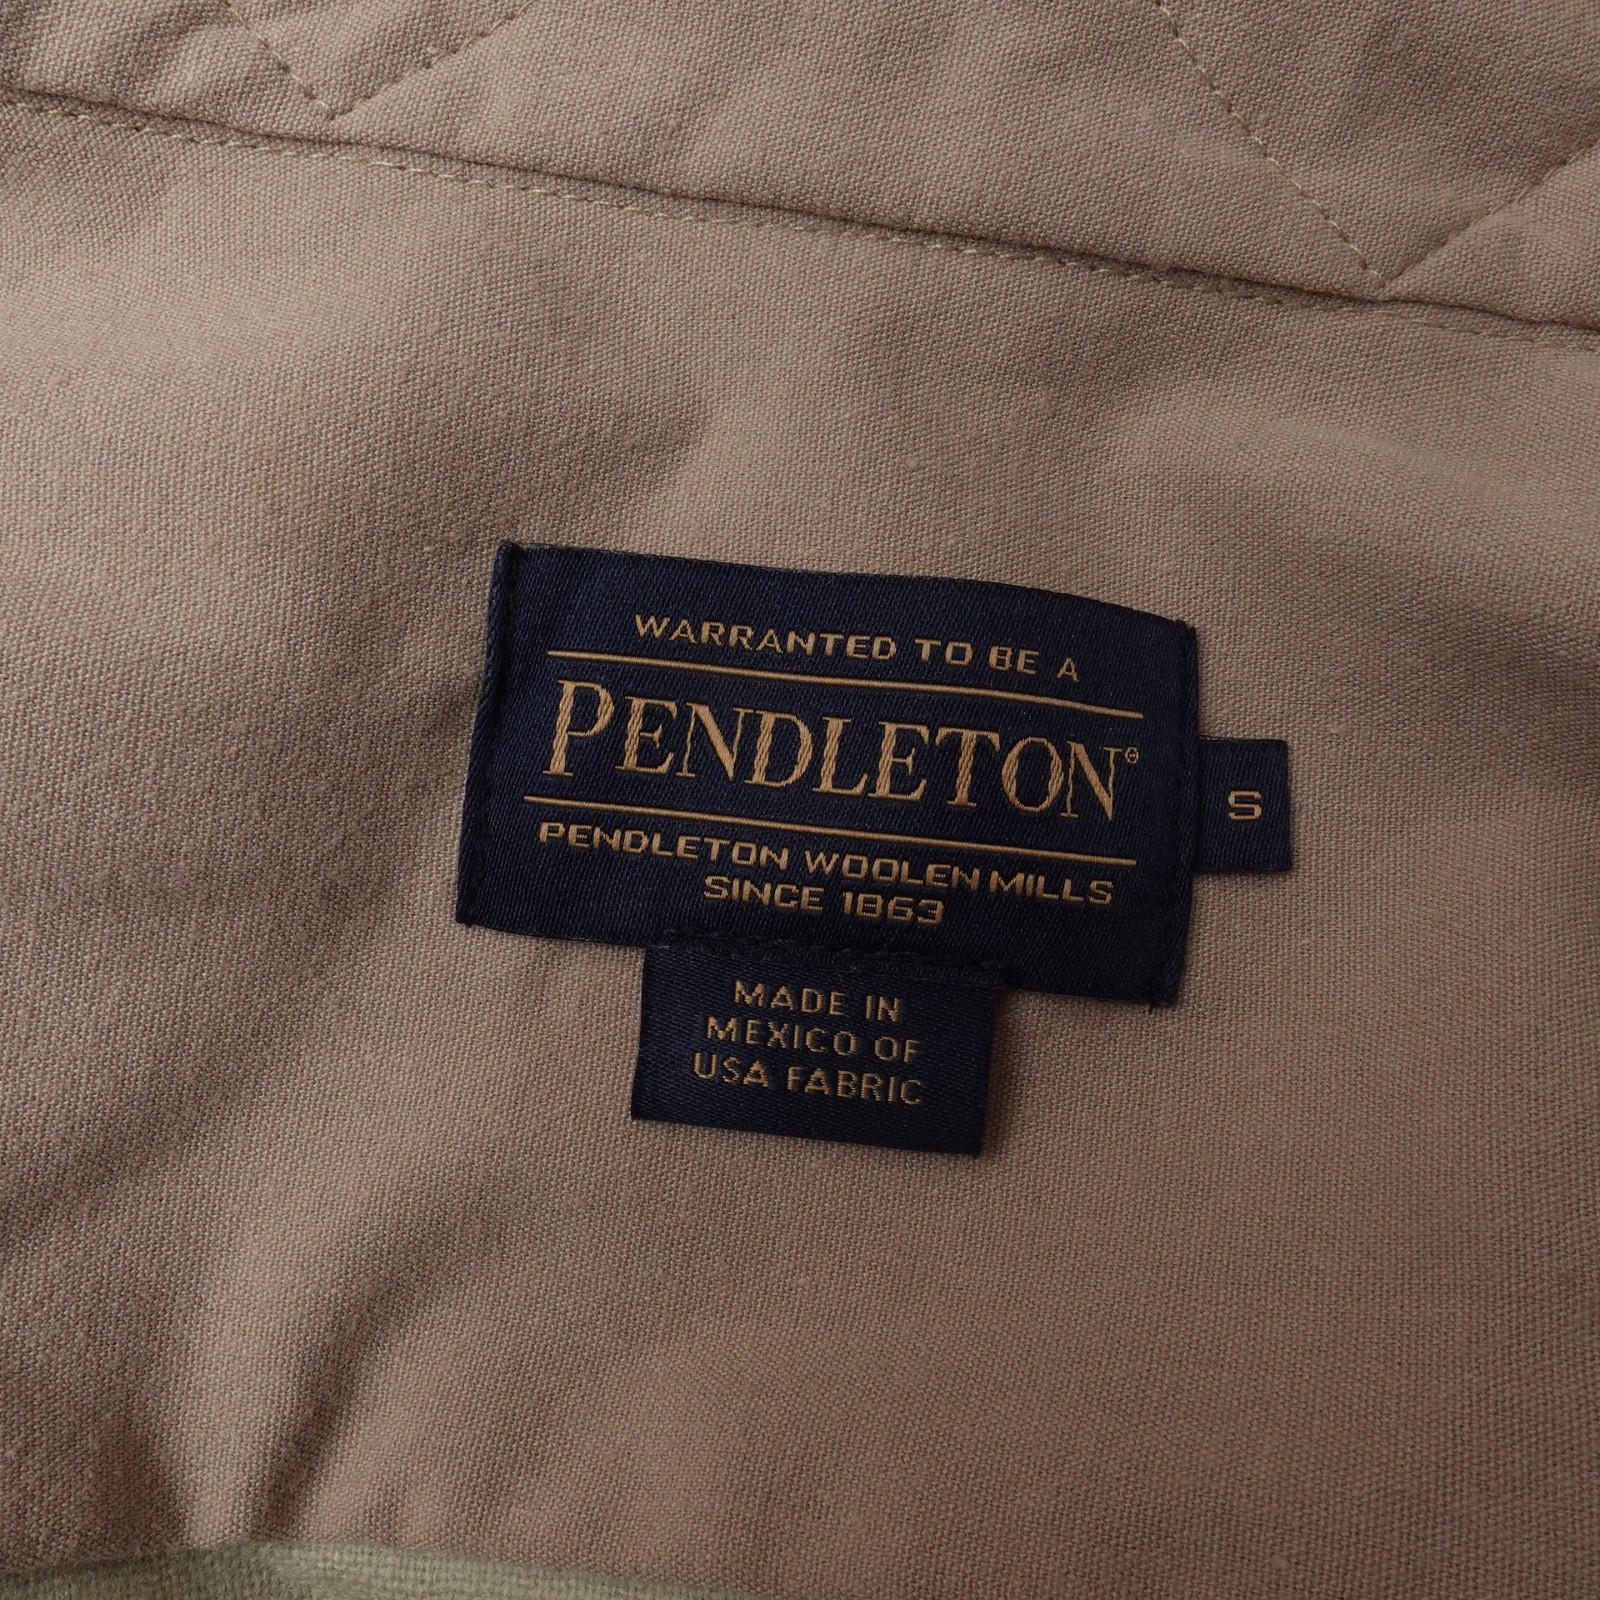 WARRANTED TO BE A
PENDLETON®
PENDLETON WOOLEN MILLS
SINCE 1863
S
MADE IN
MEXICO OF
USA FABRIC